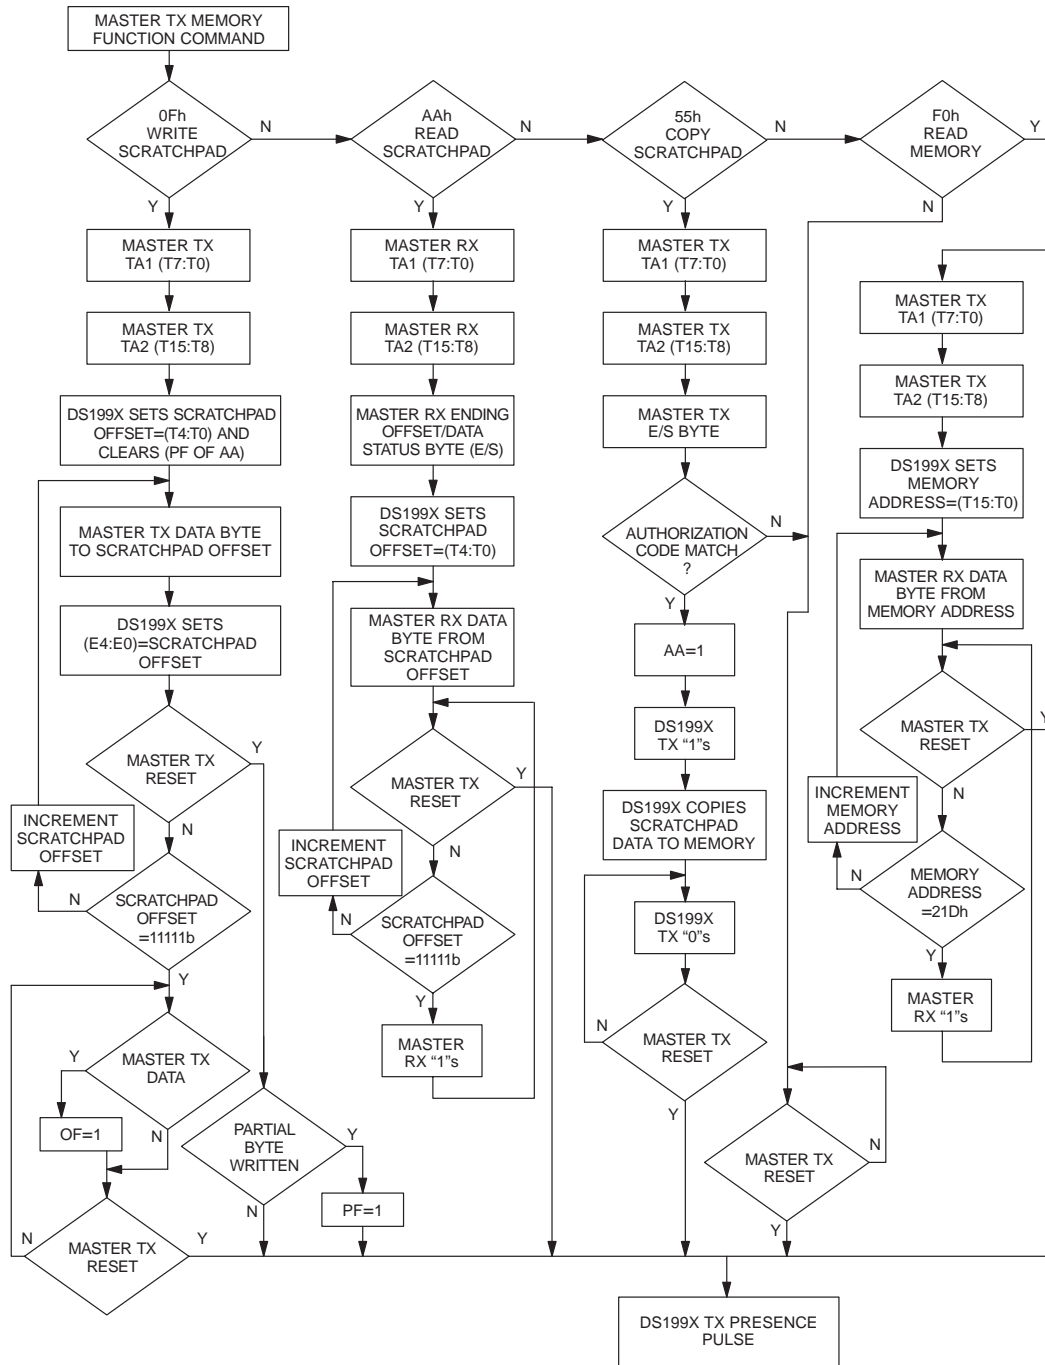 MASTER TX MEMORY
FUNCTION COMMAND
0Fh
WRITE
SCRATCHPAD
N
Y
AAh
READ
SCRATCHPAD
N
Y
55h
COPY
SCRATCHPAD
N
Y
F0h
READ
MEMORY
Y
N
MASTER TX
TA1 (T7:T0)
MASTER TX
TA2 (T15:T8)
DS199X SETS SCRATCHPAD
OFFSET=(T4:T0) AND
CLEARS (PF OF AA)
MASTER TX DATA BYTE
TO SCRATCHPAD OFFSET
DS199X SETS
(E4:E0)=SCRATCHPAD
OFFSET
MASTER TX
RESET
Y
N
INCREMENT
SCRATCHPAD
OFFSET
N
SCRATCHPAD
OFFSET
=11111b
Y
MASTER TX
DATA
Y
N
OF=1
MASTER TX
RESET
N
Y
PARTIAL
BYTE
WRITTEN
Y
N
PF=1
MASTER RX
TA1 (T7:T0)
MASTER RX
TA2 (T15:T8)
MASTER RX ENDING
OFFSET/DATA
STATUS BYTE (E/S)
DS199X SETS
SCRATCHPAD
OFFSET=(T4:T0)
MASTER RX DATA
BYTE FROM
SCRATCHPAD
OFFSET
MASTER TX
RESET
Y
N
INCREMENT
SCRATCHPAD
OFFSET
N
SCRATCHPAD
OFFSET
=11111b
Y
MASTER
RX “1”s
MASTER TX
TA1 (T7:T0)
MASTER TX
TA2 (T15:T8)
MASTER TX
E/S BYTE
AUTHORIZATION
CODE MATCH
?
N
Y
AA=1
DS199X
TX “1”s
DS199X COPIES
SCRATCHPAD
DATA TO MEMORY
DS199X
TX “0”s
MASTER TX
RESET
N
Y
MASTER TX
RESET
N
Y
MASTER TX
TA1 (T7:T0)
MASTER TX
TA2 (T15:T8)
DS199X SETS
MEMORY
ADDRESS=(T15:T0)
MASTER RX DATA
BYTE FROM
MEMORY ADDRESS
MASTER TX
RESET
Y
N
INCREMENT
MEMORY
ADDRESS
N
MEMORY
ADDRESS
=21Dh
Y
MASTER
RX “1”s
DS199X TX PRESENCE
PULSE